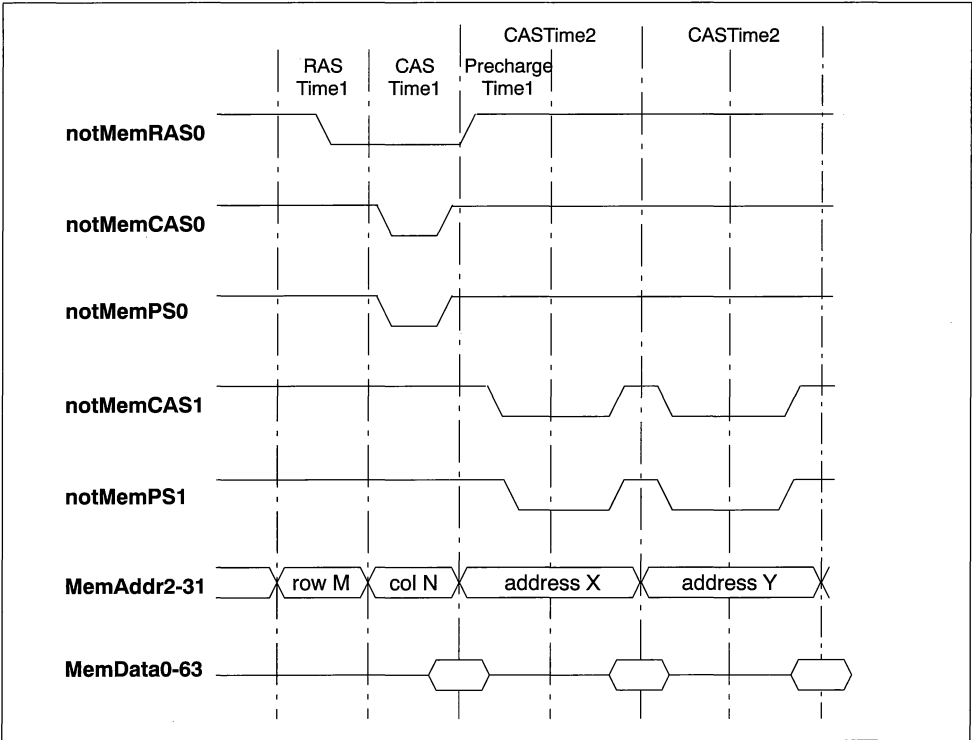 CASTime2 CASTime2
RAS CAS Precharge
Time1 Time1 Time1
notMemRAS0
notMemCAS0
notMemPS0
notMemCAS1
notMemPS1
MemAddr2-31 row M col N address X address Y
MemData0-63